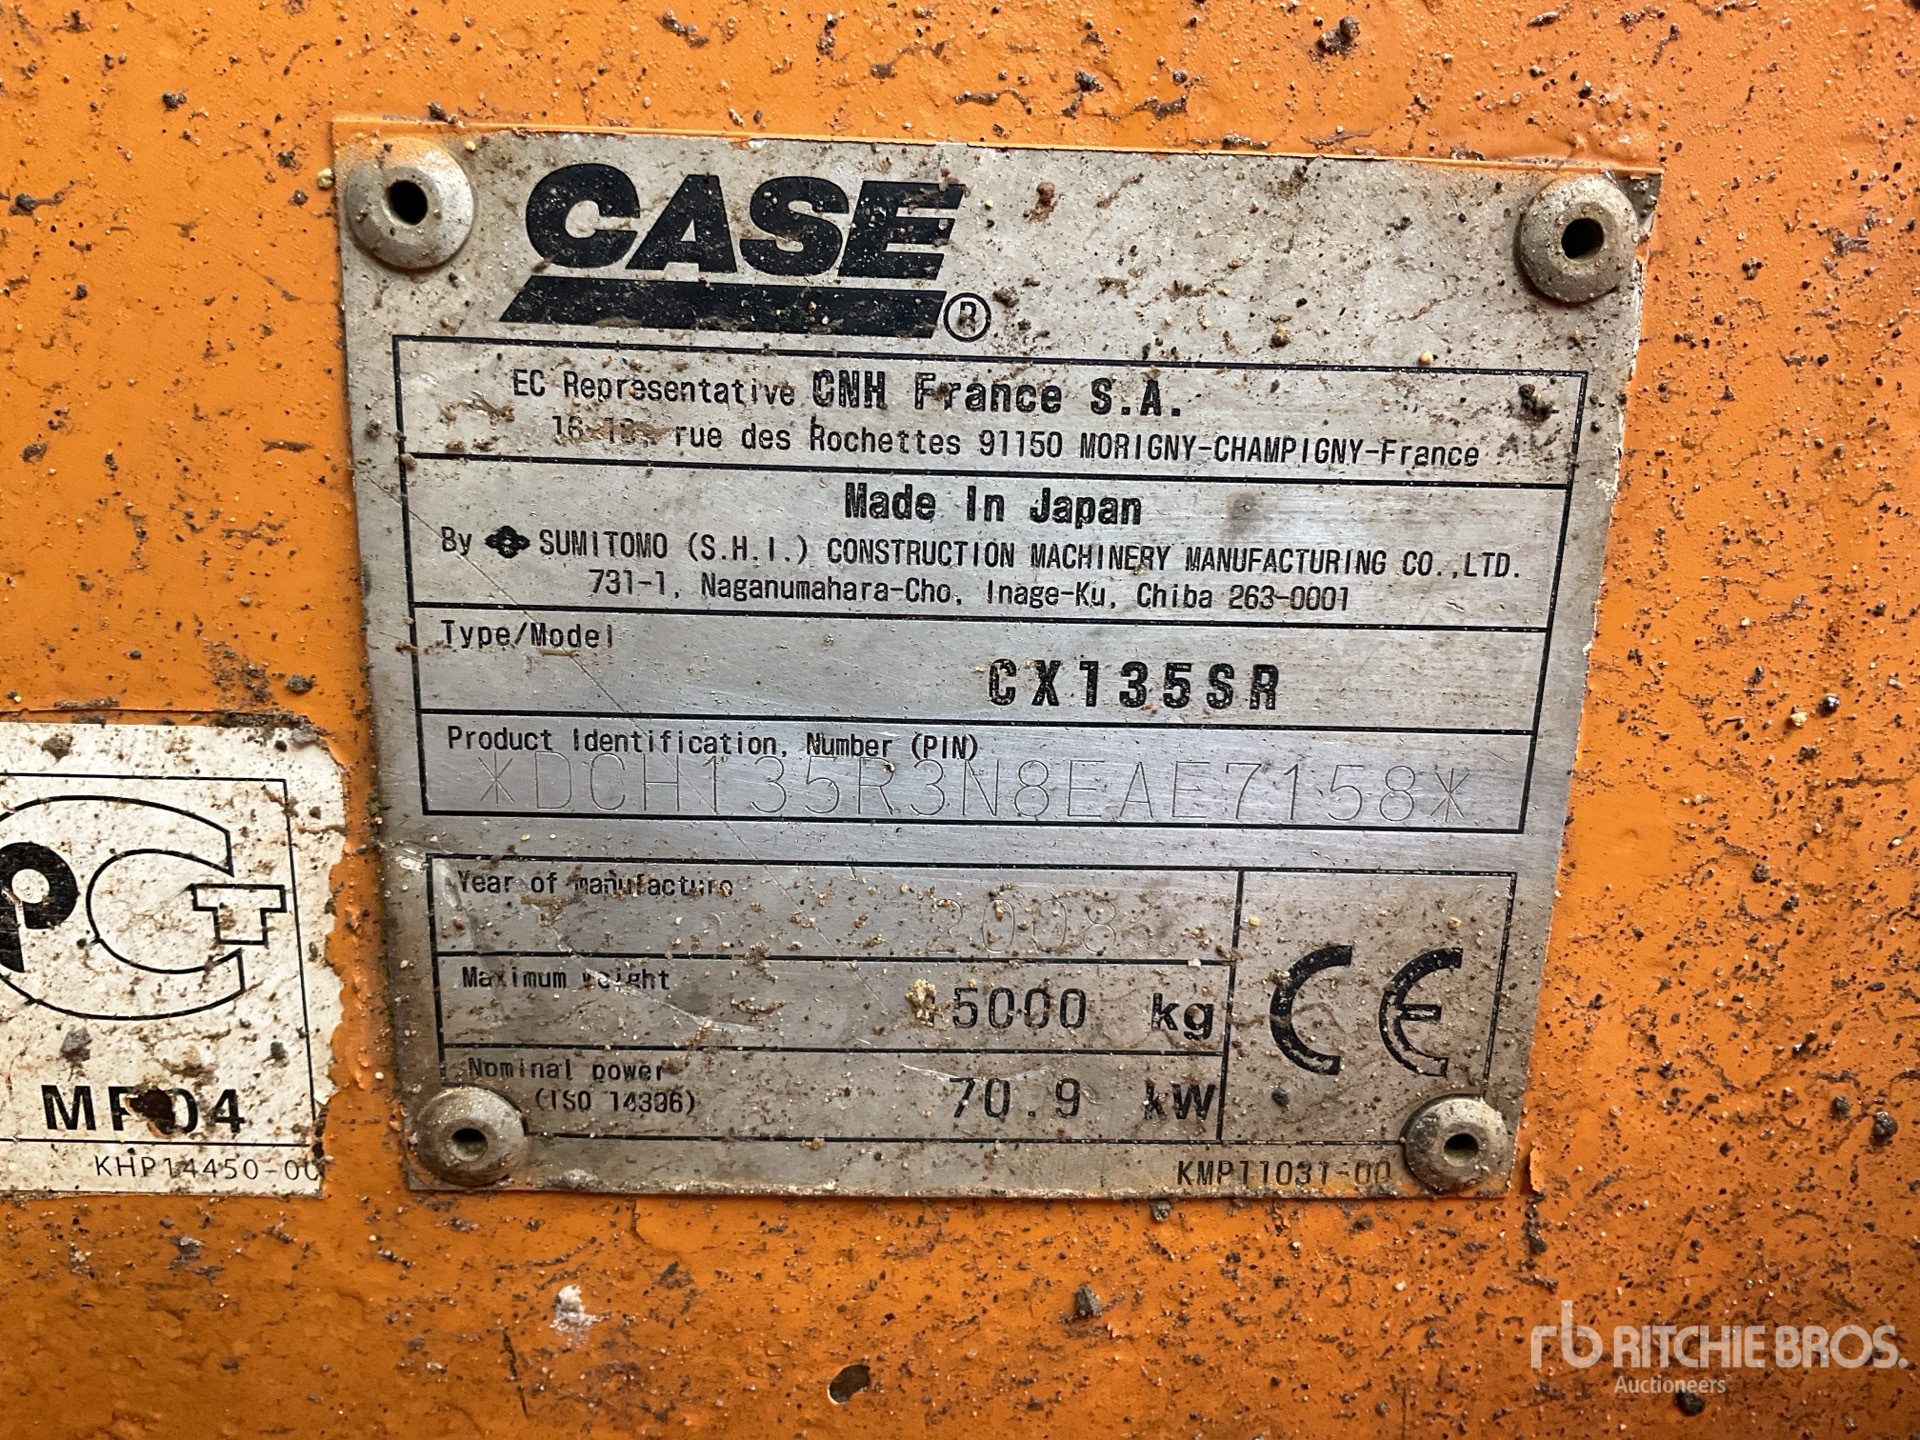 CASE®
EC Representative CNH France S.A.
rue des Rochettes 91150 MORIGNY-CHAMPIGNY-France
Made In Japan
By SUMITOMO (S.H.I.) CONSTRUCTION MACHINERY MANUFACTURING CO.,LTD.
731-1, Naganumahara-Cho, Inage-Ku, Chiba 263-0001
Type/Model
CX135SR
Product Identification, Number (PIN)
*DCH135R3N8EAE7158*
Year of manufacture
2008
Maximum weight
15000 kg
Nominal power
(ISO 14396)
70.9 kW
CE
KMP11031-00
PCT
KHP14450-00
RITCHIE BROS.
Auctioneers